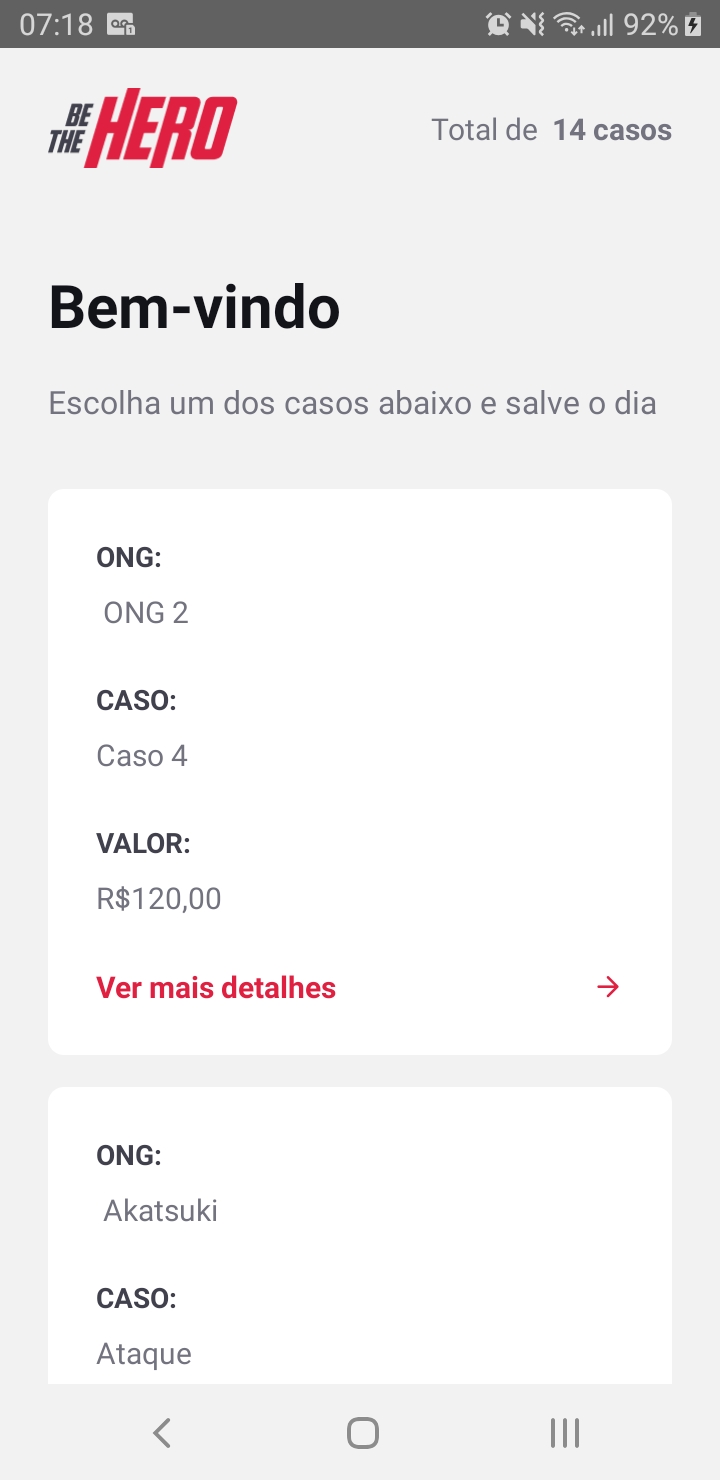 07:18 92%
BE THE HERO
Total de 14 casos
Bem-vindo
Escolha um dos casos abaixo e salve o dia
ONG:
ONG 2
CASO:
Caso 4
VALOR:
R$120,00
Ver mais detalhes
ONG:
Akatsuki
CASO:
Ataque